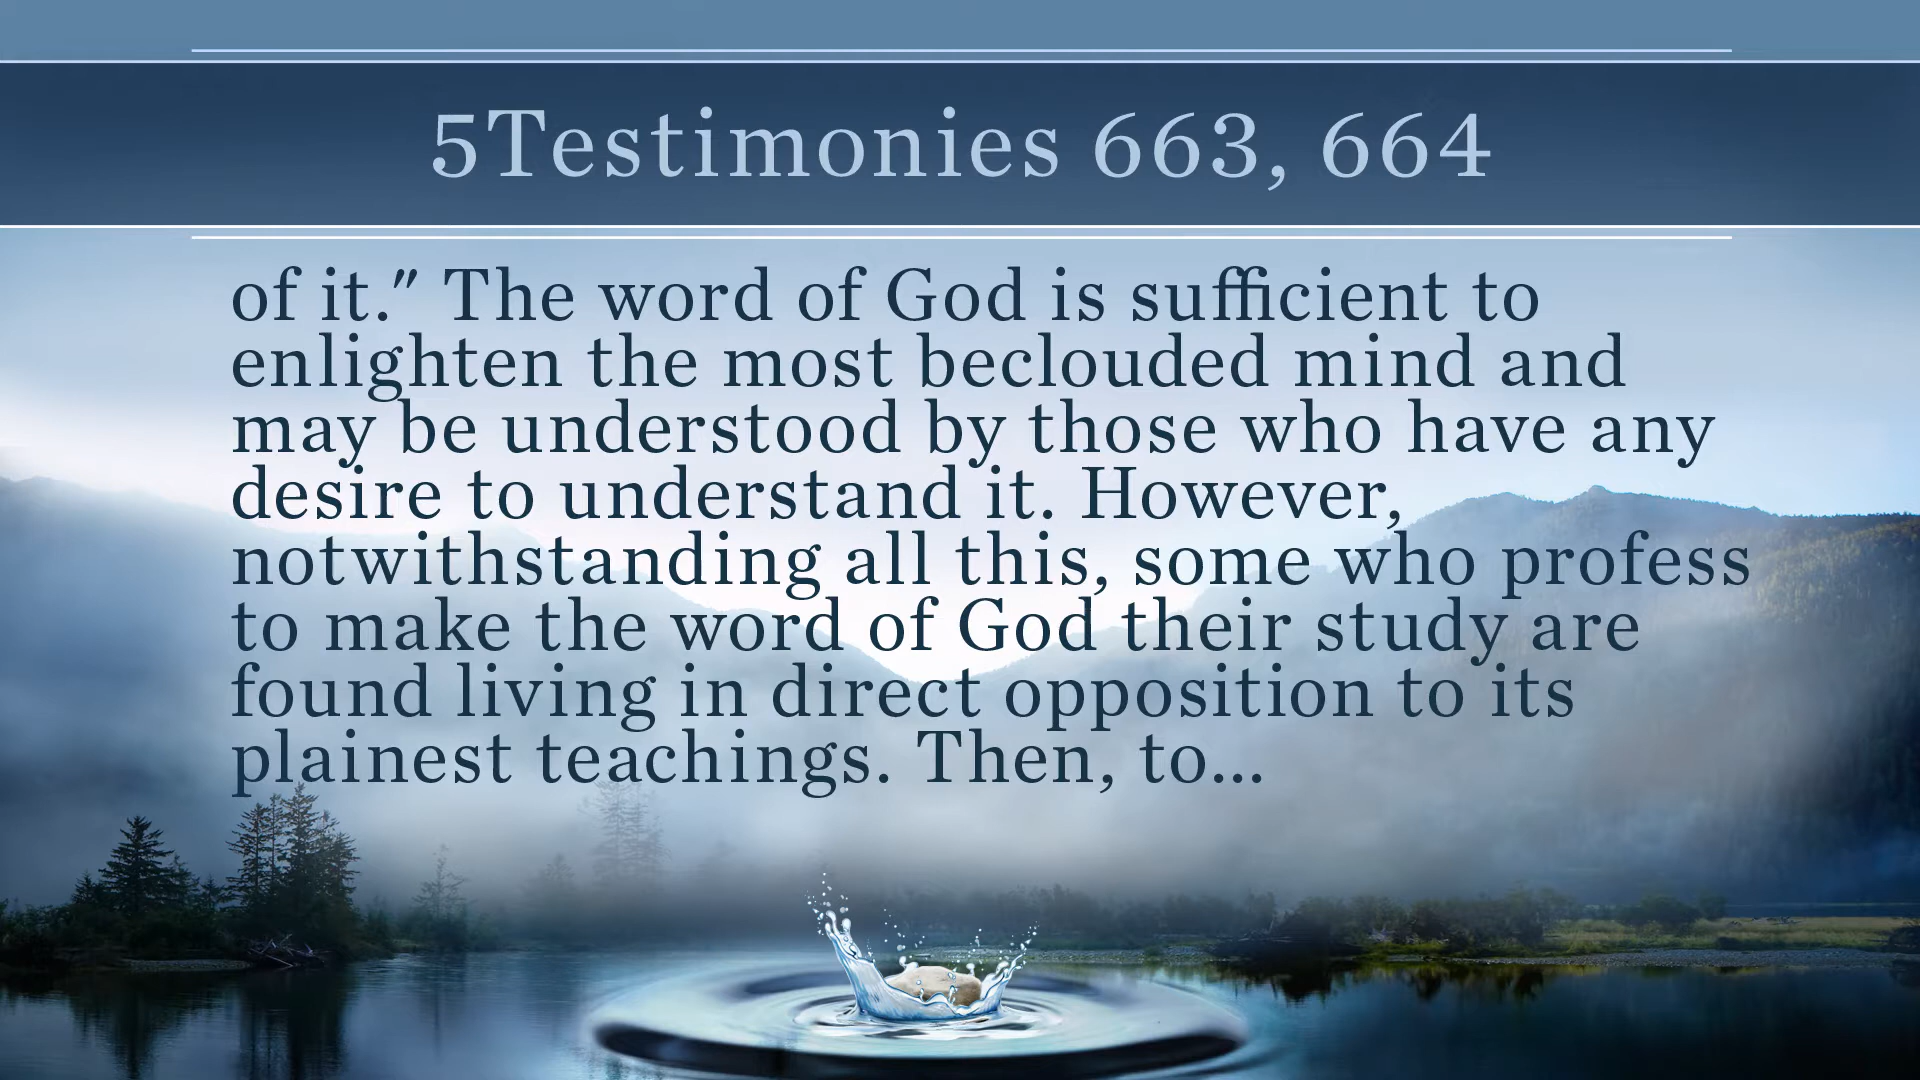 5Testimonies 663, 664
of it." The word of God is sufficient to
enlighten the most beclouded mind and
may be understood by those who have any
desire to understand it. However,
notwithstanding all this, some who profess
to make the word of God their study are
found living in direct opposition to its
plainest teachings. Then, to...